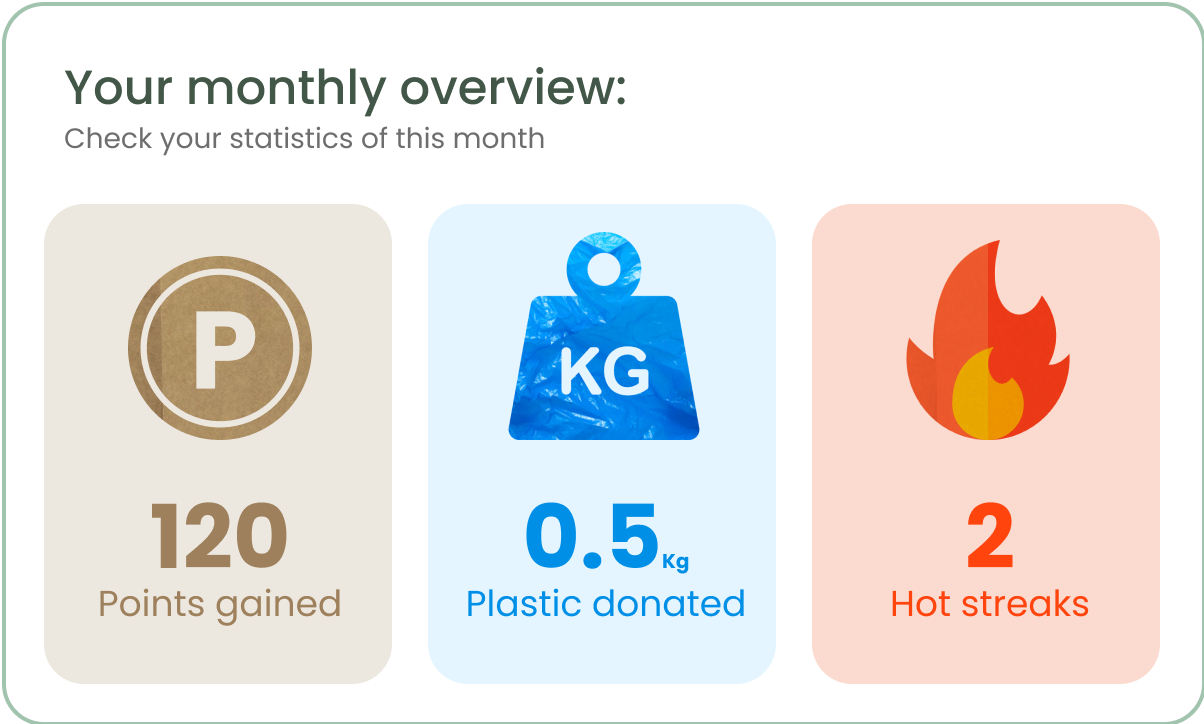 Your monthly overview:
Check your statistics of this month
P
KG
120
0.5Kg
2
Points gained
Plastic donated
Hot streaks